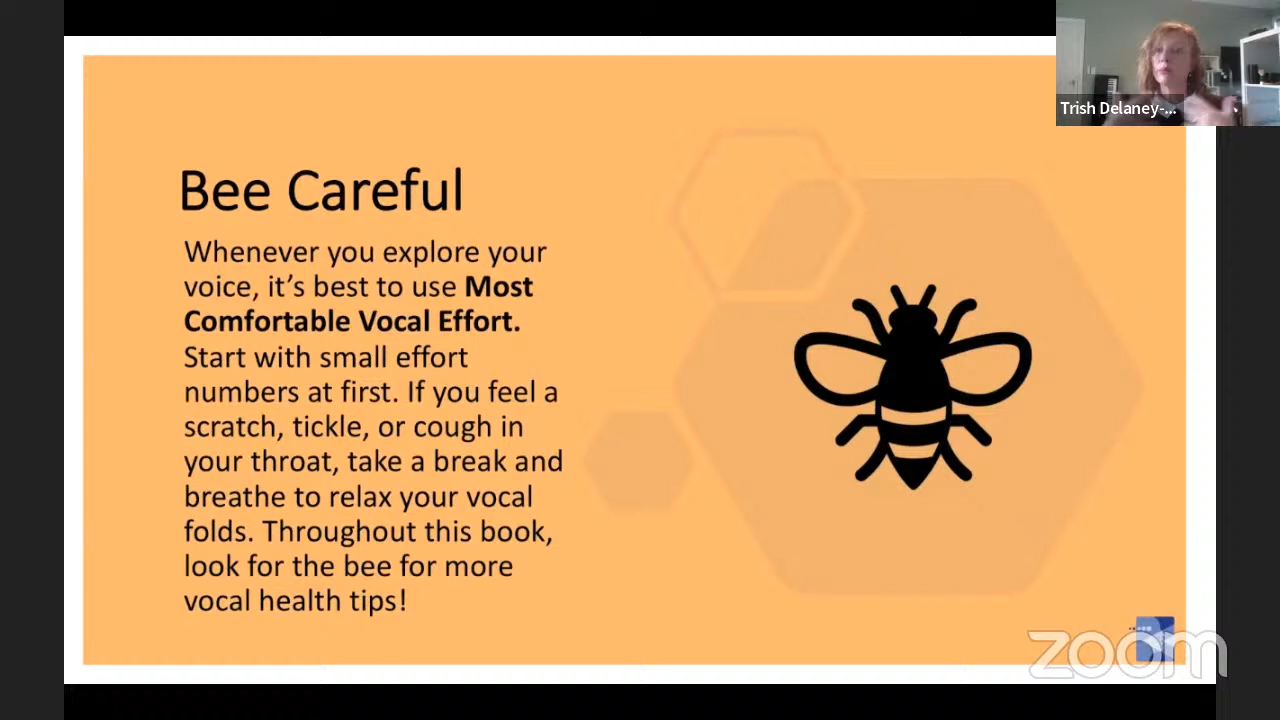 Trish Delaney-...
Bee Careful
Whenever you explore your
voice, it’s best to use Most
Comfortable Vocal Effort.
Start with small effort
numbers at first. If you feel a
scratch, tickle, or cough in
your throat, take a break and
breathe to relax your vocal
folds. Throughout this book,
look for the bee for more
vocal health tips!
zoom